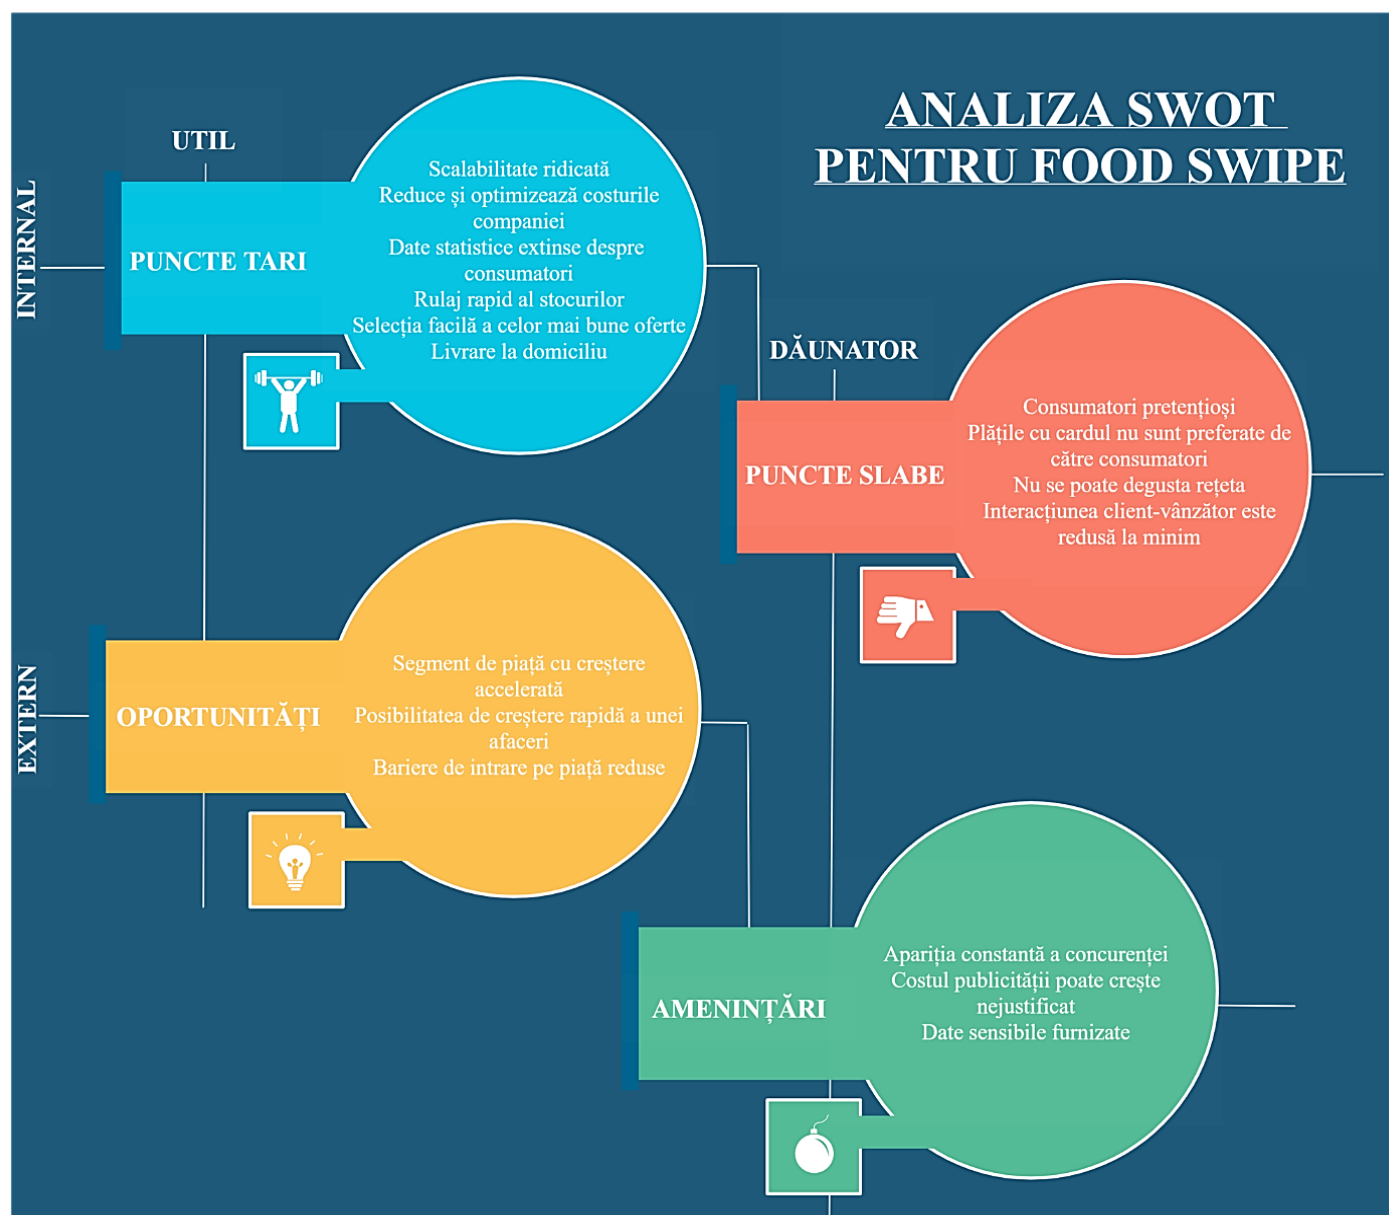 ANALIZA SWOT
PENTRU FOOD SWIPE
UTIL
INTERNAL
PUNCTE TARI
Scalabilitate ridicată
Reduce și optimizează costurile
companiei
Date statistice extinse despre
consumatori
Rulaj rapid al stocurilor
Selecția facilă a celor mai bune oferte
Livrare la domiciliu
DĂUNATOR
PUNCTE SLABE
Consumatori pretențioși
Plățile cu cardul nu sunt preferate de
către consumatori
Nu se poate degusta rețeta
Interacțiunea client-vânzător este
redusă la minim
EXTERN
OPORTUNITĂȚI
Segment de piață cu creștere
accelerată
Posibilitatea de creștere rapidă a unei
afaceri
Bariere de intrare pe piață reduse
AMENINȚĂRI
Apariția constantă a concurenței
Costul publicității poate crește
nejustificat
Date sensibile furnizate